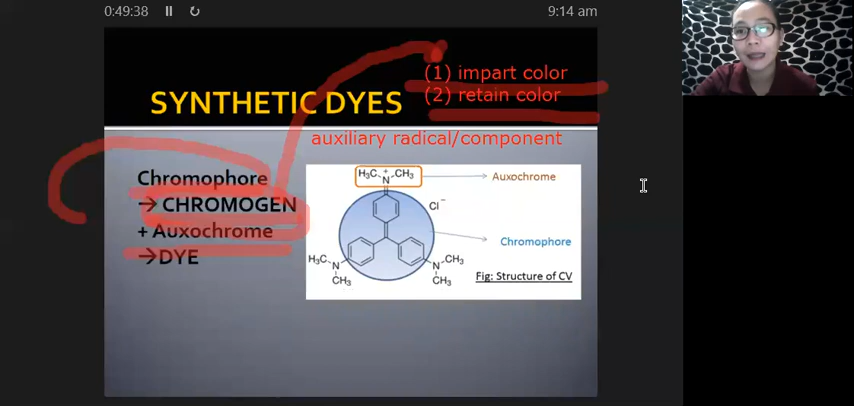 0:49:38
9:14 am
(1) impart color
(2) retain color
SYNTHETIC DYES
auxiliary radical/component
Chromophore
→ CHROMOGEN
+ Auxochrome
→DYE
H₃C
+
N
CH₃
Auxochrome
Cl⁻
Chromophore
H₃C
N
CH₃
N
CH₃
CH₃
Fig: Structure of CV